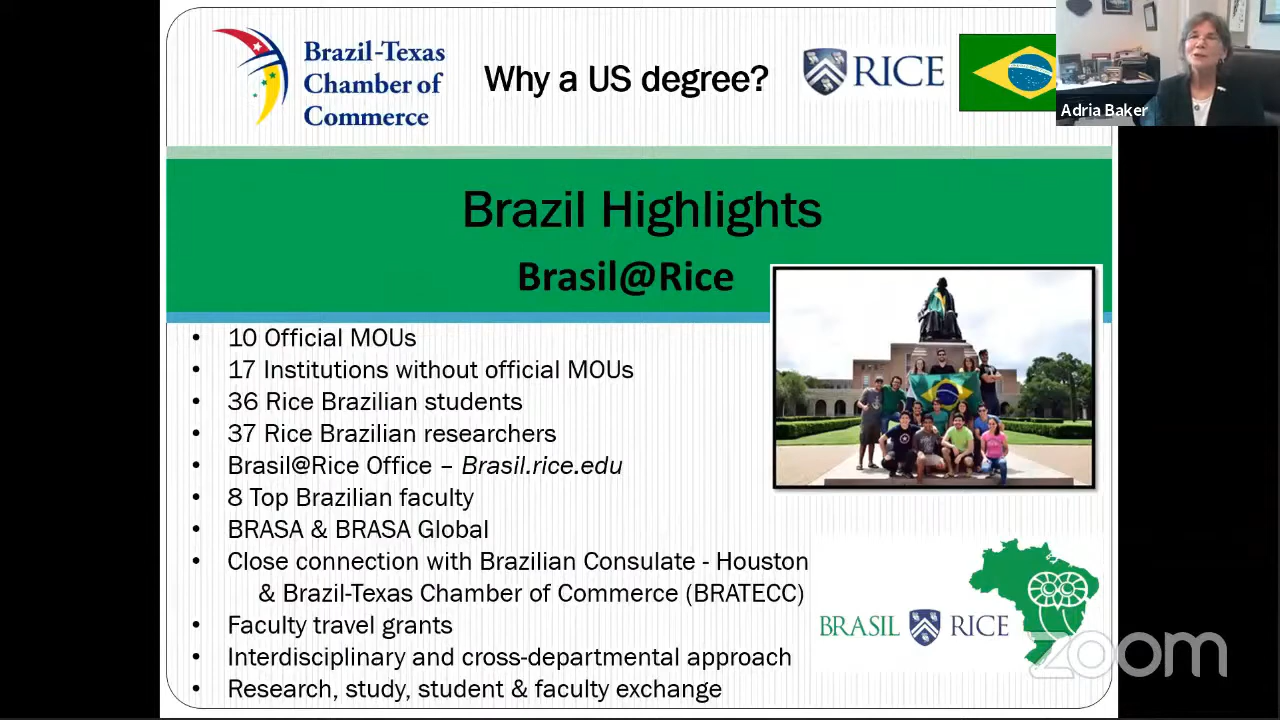 Brazil-Texas
Chamber of
Commerce
Why a US degree?
RICE
Adria Baker
Brazil Highlights
Brasil@Rice
• 10 Official MOUs
• 17 Institutions without official MOUs
• 36 Rice Brazilian students
• 37 Rice Brazilian researchers
• Brasil@Rice Office – Brasil.rice.edu
• 8 Top Brazilian faculty
• BRASA & BRASA Global
• Close connection with Brazilian Consulate - Houston
& Brazil-Texas Chamber of Commerce (BRATECC)
• Faculty travel grants
• Interdisciplinary and cross-departmental approach
• Research, study, student & faculty exchange
BRASIL RICE
zoom